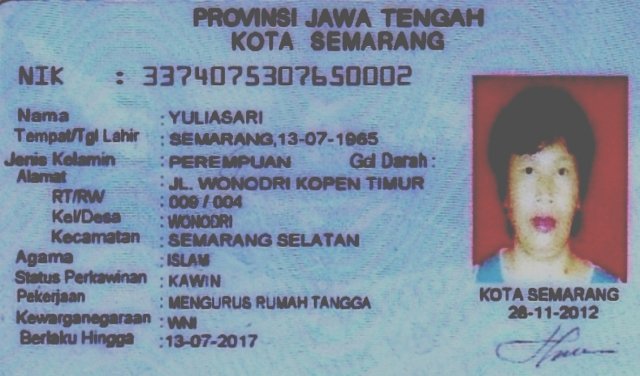 PROVINSI JAWA TENGAH
KOTA SEMARANG
NIK : 3374075307650002
Nama : YULIASARI
Tempat/Tgl Lahir : SEMARANG,13-07-1965
Jenis Kelamin : PEREMPUAN Gol Darah :
Alamat : JL. WONODRI KOPEN TIMUR
RT/RW : 009 / 004
Kel/Desa : WONODRI
Kecamatan : SEMARANG SELATAN
Agama : ISLAM
Status Perkawinan : KAWIN
Pekerjaan : MENGURUS RUMAH TANGGA
Kewarganegaraan : WNI
Berlaku Hingga : 13-07-2017
KOTA SEMARANG
26-11-2012